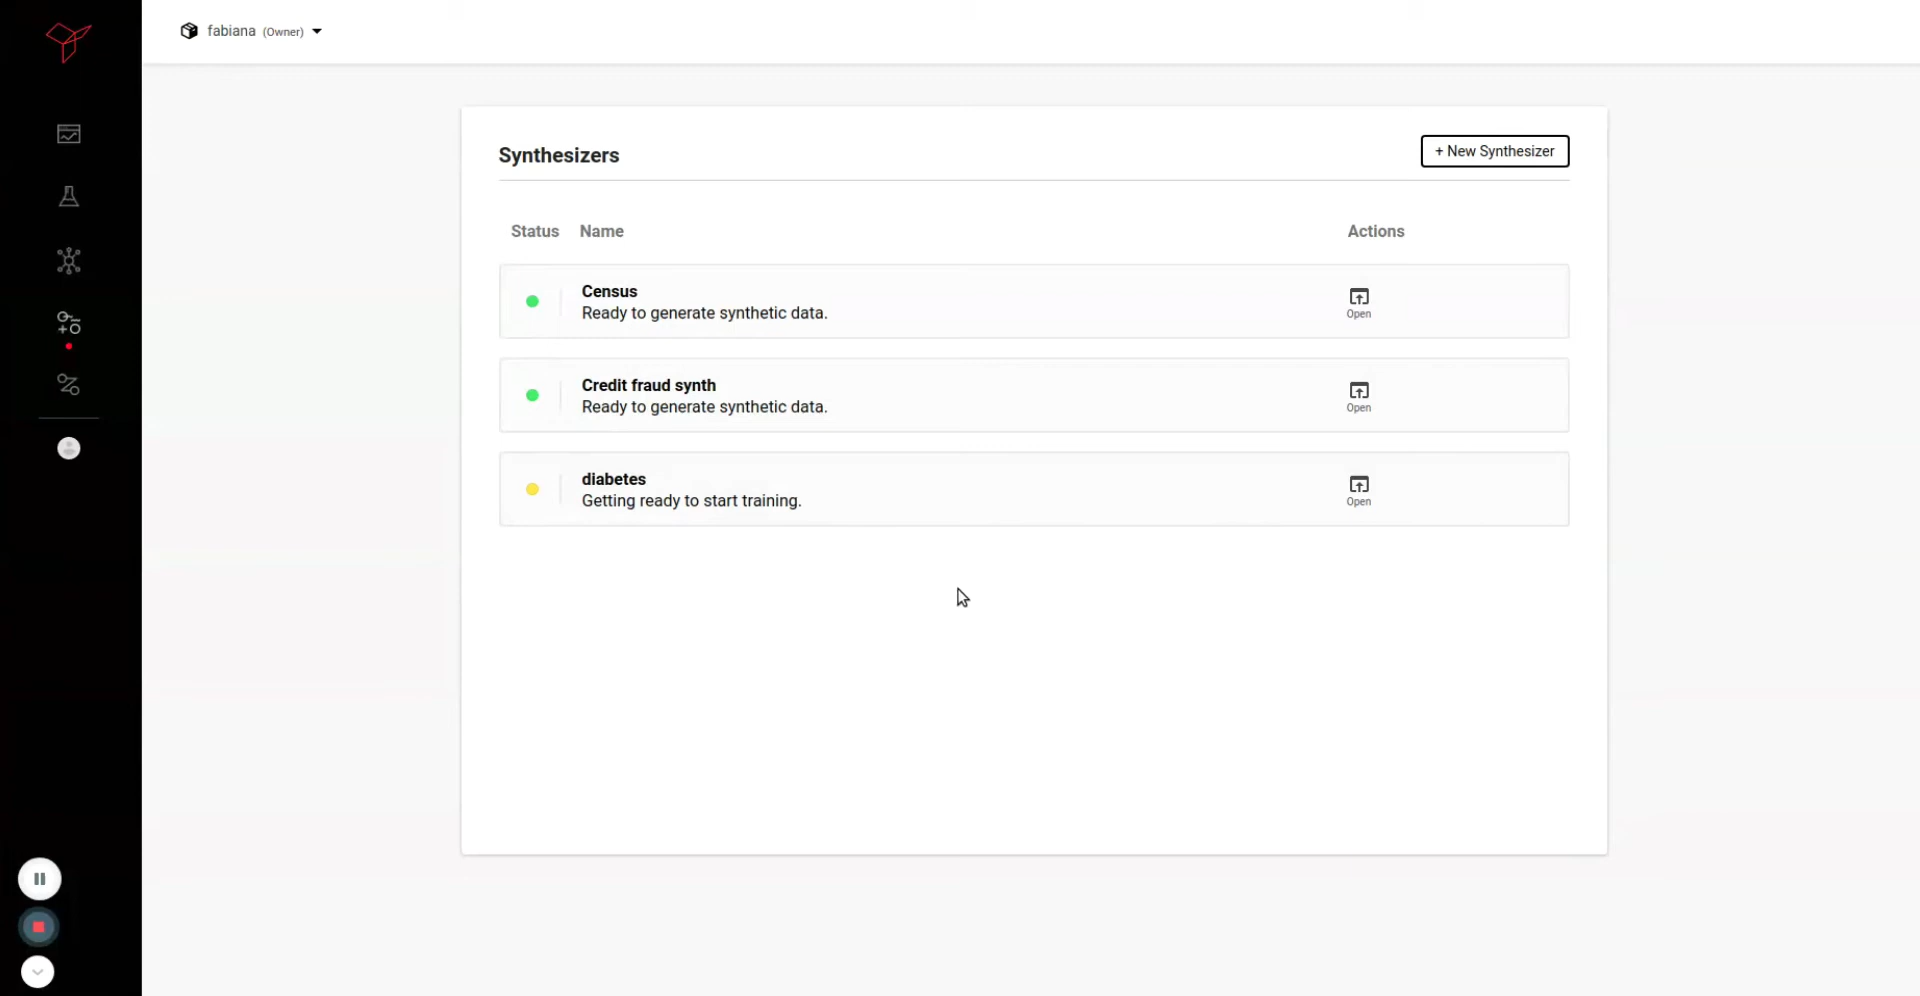 fabiana (Owner)
Synthesizers
+ New Synthesizer
Status Name Actions
Census
Ready to generate synthetic data.
Open
Credit fraud synth
Ready to generate synthetic data.
Open
diabetes
Getting ready to start training.
Open